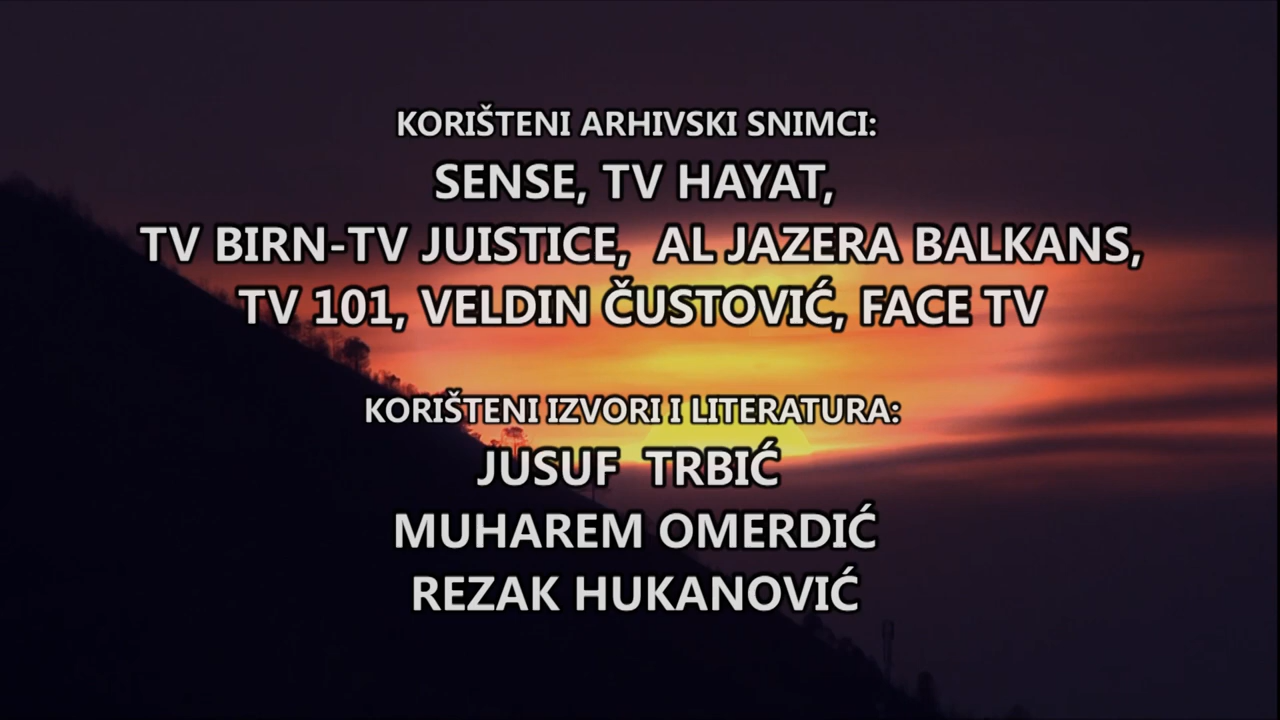 KORIŠTENI ARHIVSKI SNIMCI:
SENSE, TV HAYAT,
TV BIRN-TV JUISTICE, AL JAZERA BALKANS,
TV 101, VELDIN ČUSTOVIĆ, FACE TV
KORIŠTENI IZVORI I LITERATURA:
JUSUF TRBIĆ
MUHAREM OMERDIĆ
REZAK HUKANOVIĆ